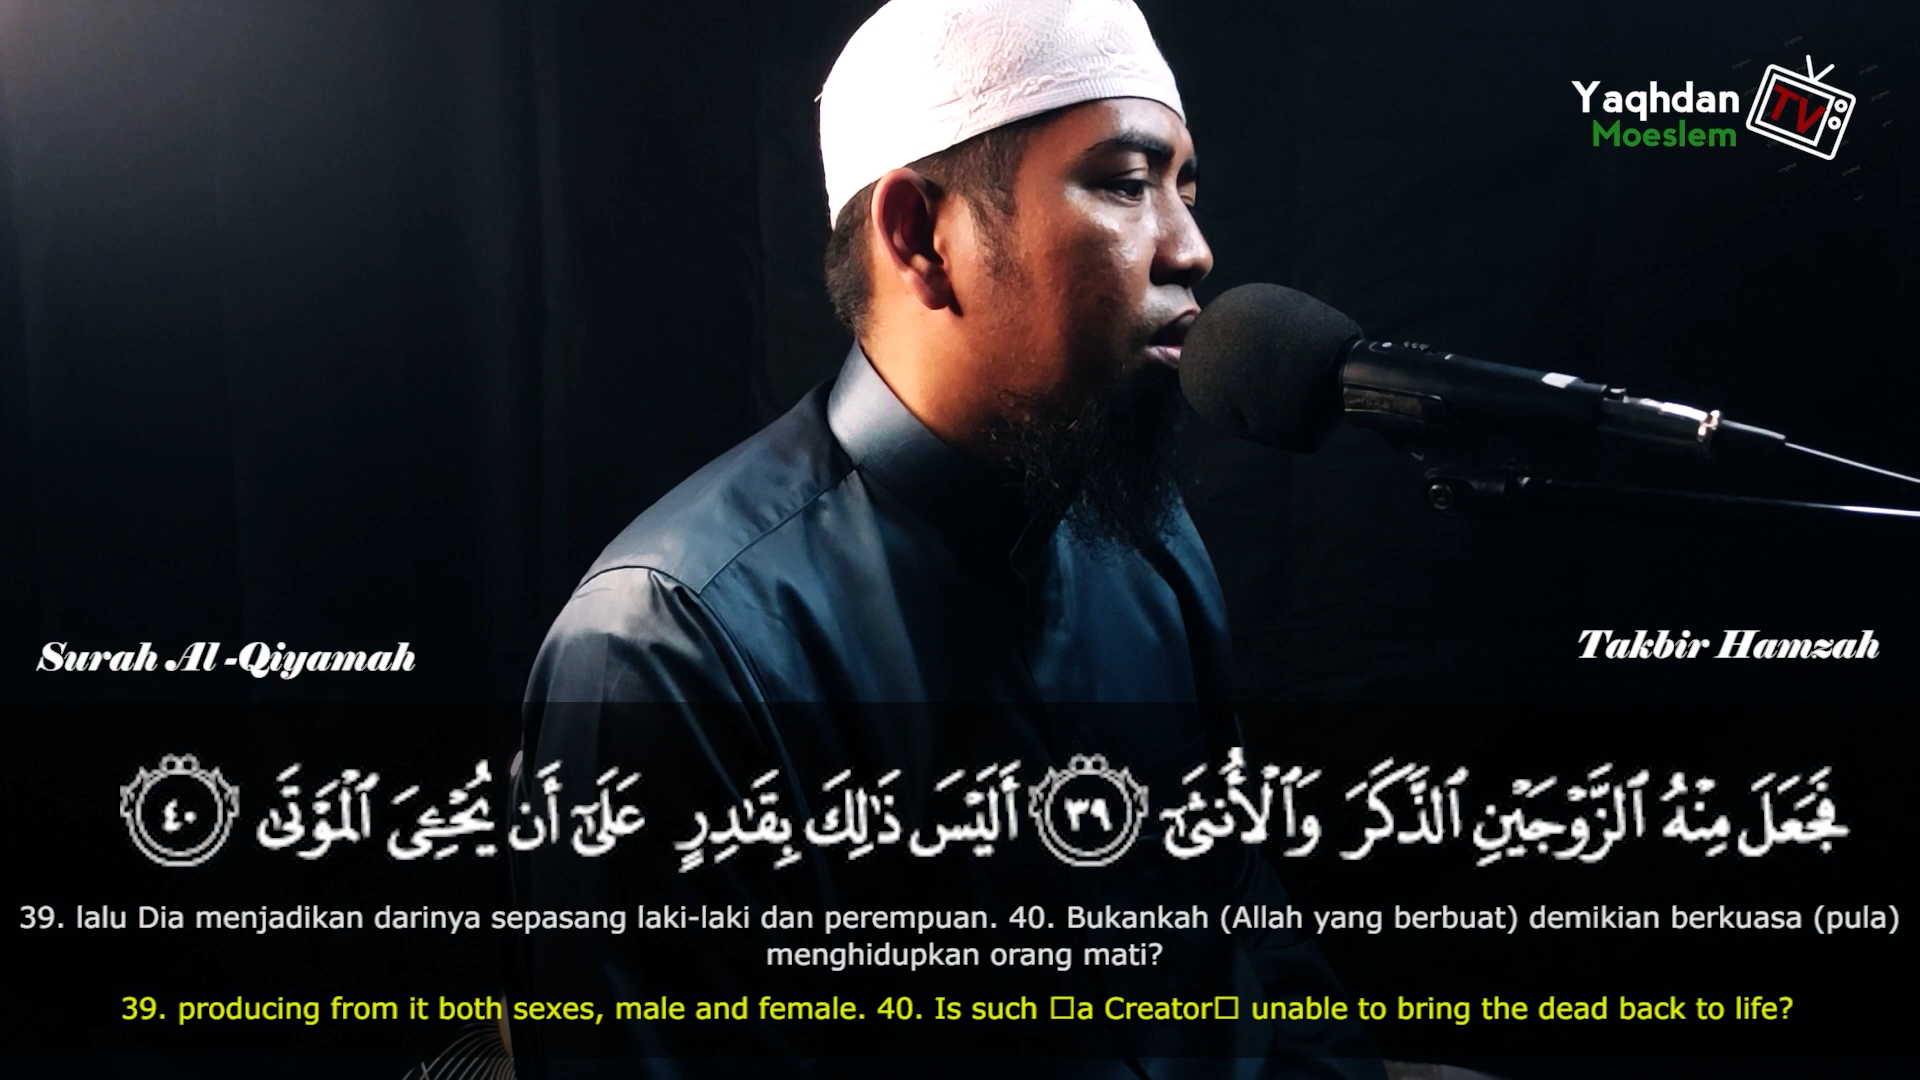 Yaqhdan
Moeslem
TV
Surah Al-Qiyamah
Takbir Hamzah
فَجَعَلَ مِنْهُ ٱلزَّوْجَيْنِ ٱلذَّكَرَ وَٱلْأُنثَىٰٓ ٣٩ أَلَيْسَ ذَٰلِكَ بِقَٰدِرٍ عَلَىٰٓ أَن يُحْـِۧىَ ٱلْمَوْتَىٰ ٤٠
39. lalu Dia menjadikan darinya sepasang laki-laki dan perempuan. 40. Bukankah (Allah yang berbuat) demikian berkuasa (pula)
menghidupkan orang mati?
39. producing from it both sexes, male and female. 40. Is such □a Creator□ unable to bring the dead back to life?